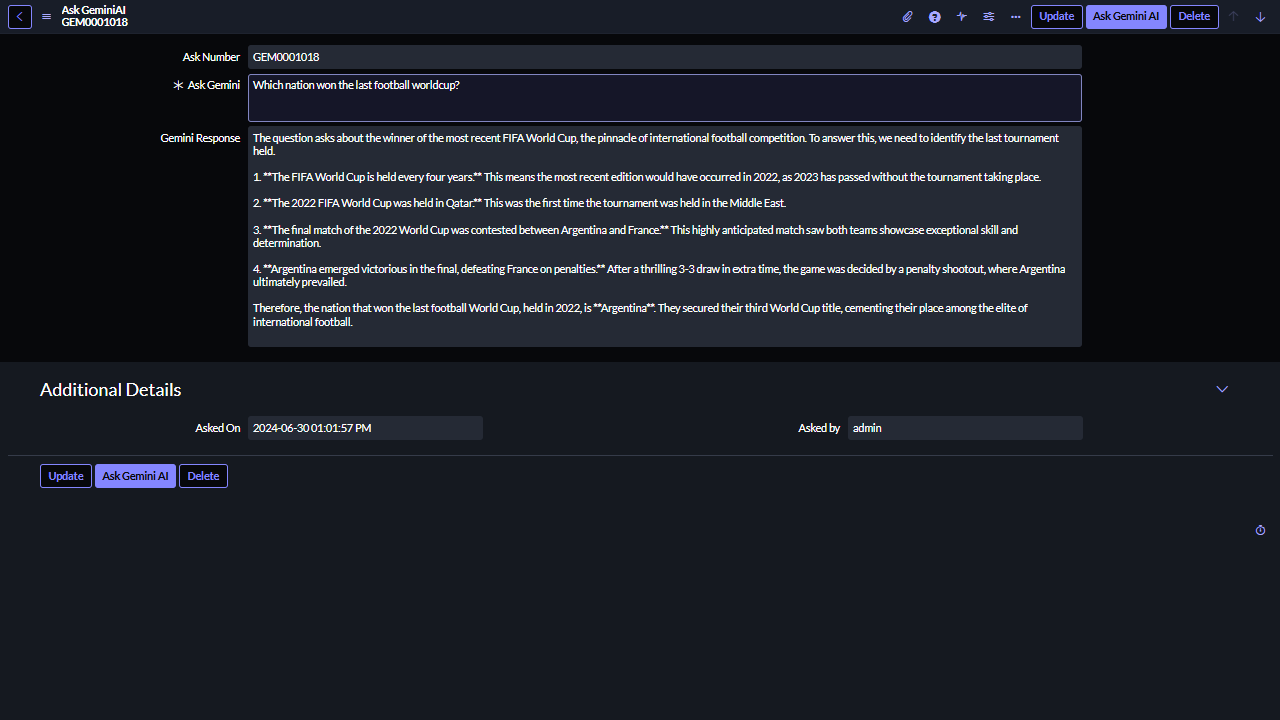 Ask GeminiAI
GEM0001018
Update
Ask Gemini AI
Delete
Ask Number
GEM0001018
Ask Gemini
Which nation won the last football worldcup?
Gemini Response
The question asks about the winner of the most recent FIFA World Cup, the pinnacle of international football competition. To answer this, we need to identify the last tournament
held.
1. **The FIFA World Cup is held every four years.** This means the most recent edition would have occurred in 2022, as 2023 has passed without the tournament taking place.
2. **The 2022 FIFA World Cup was held in Qatar.** This was the first time the tournament was held in the Middle East.
3. **The final match of the 2022 World Cup was contested between Argentina and France.** This highly anticipated match saw both teams showcase exceptional skill and
determination.
4. **Argentina emerged victorious in the final, defeating France on penalties.** After a thrilling 3-3 draw in extra time, the game was decided by a penalty shootout, where Argentina
ultimately prevailed.
Therefore, the nation that won the last football World Cup, held in 2022, is **Argentina**. They secured their third World Cup title, cementing their place among the elite of
international football.
Additional Details
Asked On
2024-06-30 01:01:57 PM
Asked by
admin
Update
Ask Gemini AI
Delete